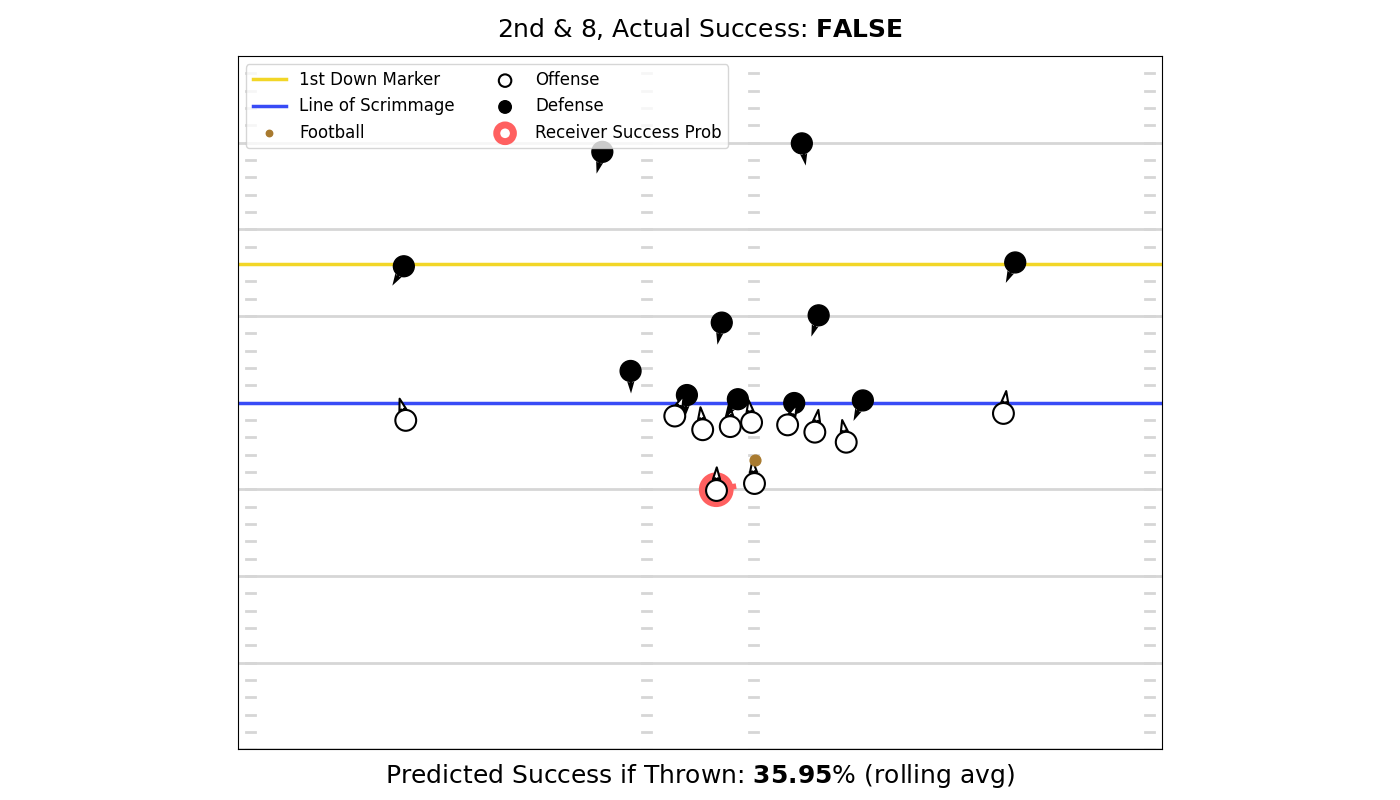 2nd & 8, Actual Success: FALSE
1st Down Marker
Line of Scrimmage
Football
Offense
Defense
Receiver Success Prob
Predicted Success if Thrown: 35.95% (rolling avg)